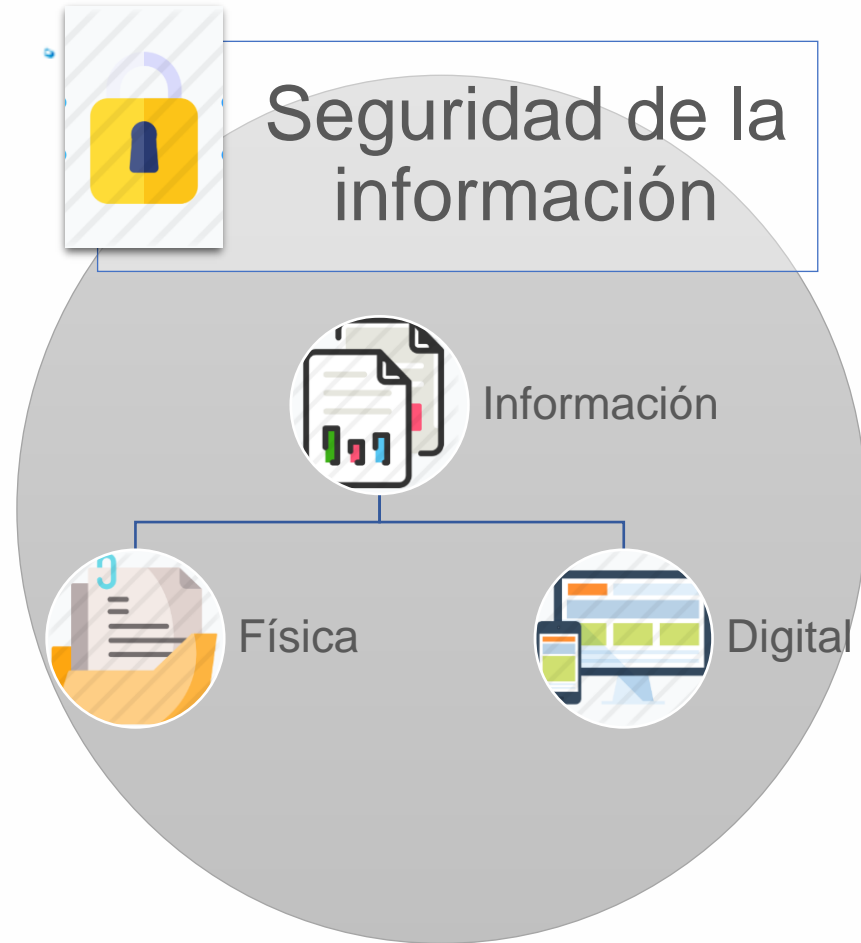 Seguridad de la
información
Información
Física
Digital